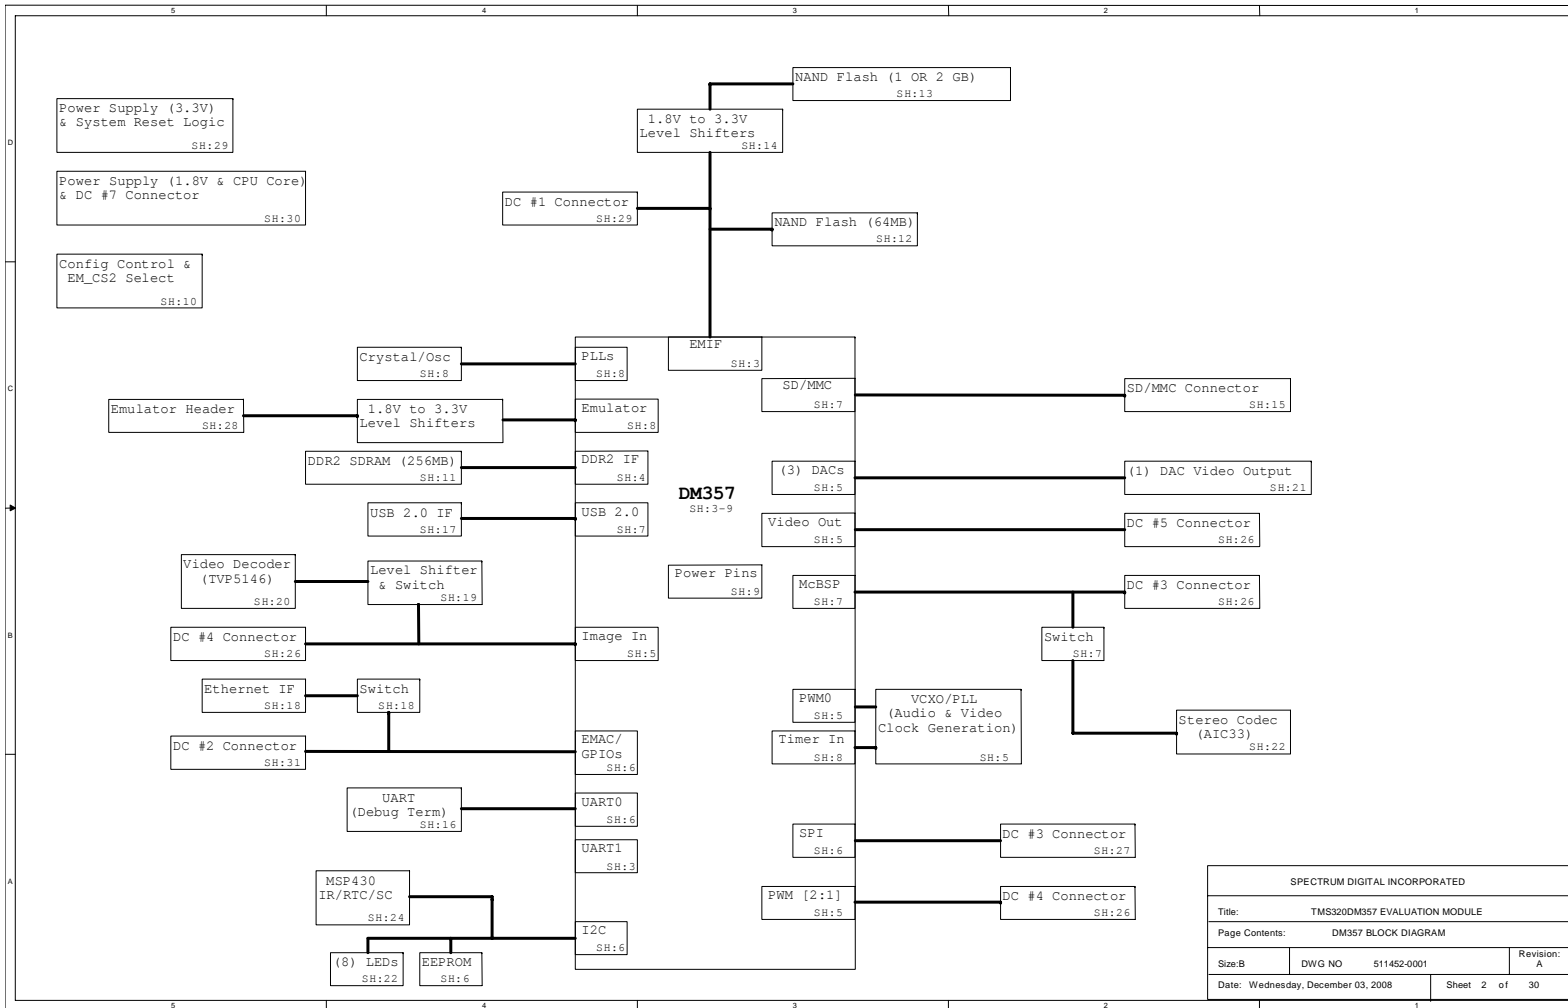 5 4 3 2 1
D
C
B
A
Power Supply (3.3V)
& System Reset Logic
SH:29
Power Supply (1.8V & CPU Core)
& DC #7 Connector
SH:30
Config Control &
EM_CS2 Select
SH:10
NAND Flash (1 OR 2 GB)
SH:13
1.8V to 3.3V
Level Shifters
SH:14
DC #1 Connector
SH:29
NAND Flash (64MB)
SH:12
EMIF
SH:3
Crystal/Osc
SH:8
PLLs
SH:8
Emulator Header
SH:28
1.8V to 3.3V
Level Shifters
Emulator
SH:8
DDR2 SDRAM (256MB)
SH:11
DDR2 IF
SH:4
USB 2.0 IF
SH:17
USB 2.0
SH:7
Video Decoder
(TVP5146)
SH:20
Level Shifter
& Switch
SH:19
DC #4 Connector
SH:26
Image In
SH:5
Ethernet IF
SH:18
Switch
SH:18
DC #2 Connector
SH:31
EMAC/
GPIOs
SH:6
UART
(Debug Term)
SH:16
UART0
SH:6
UART1
SH:3
MSP430
IR/RTC/SC
SH:24
I2C
SH:6
(8) LEDs
SH:22
EEPROM
SH:6
DM357
SH:3-9
Power Pins
SH:9
SD/MMC
SH:7
SD/MMC Connector
SH:15
(3) DACs
SH:5
(1) DAC Video Output
SH:21
Video Out
SH:5
DC #5 Connector
SH:26
McBSP
SH:7
DC #3 Connector
SH:26
Switch
SH:7
Stereo Codec
(AIC33)
SH:22
PWM0
SH:5
Timer In
SH:8
VCXO/PLL
(Audio & Video
Clock Generation)
SH:5
SPI
SH:6
DC #3 Connector
SH:27
PWM [2:1]
SH:5
DC #4 Connector
SH:26
SPECTRUM DIGITAL INCORPORATED
Title: TMS320DM357 EVALUATION MODULE
Page Contents: DM357 BLOCK DIAGRAM
Size:B DWG NO 511452-0001 Revision:
A
Date: Wednesday, December 03, 2008 Sheet 2 of 30
5 4 3 2 1